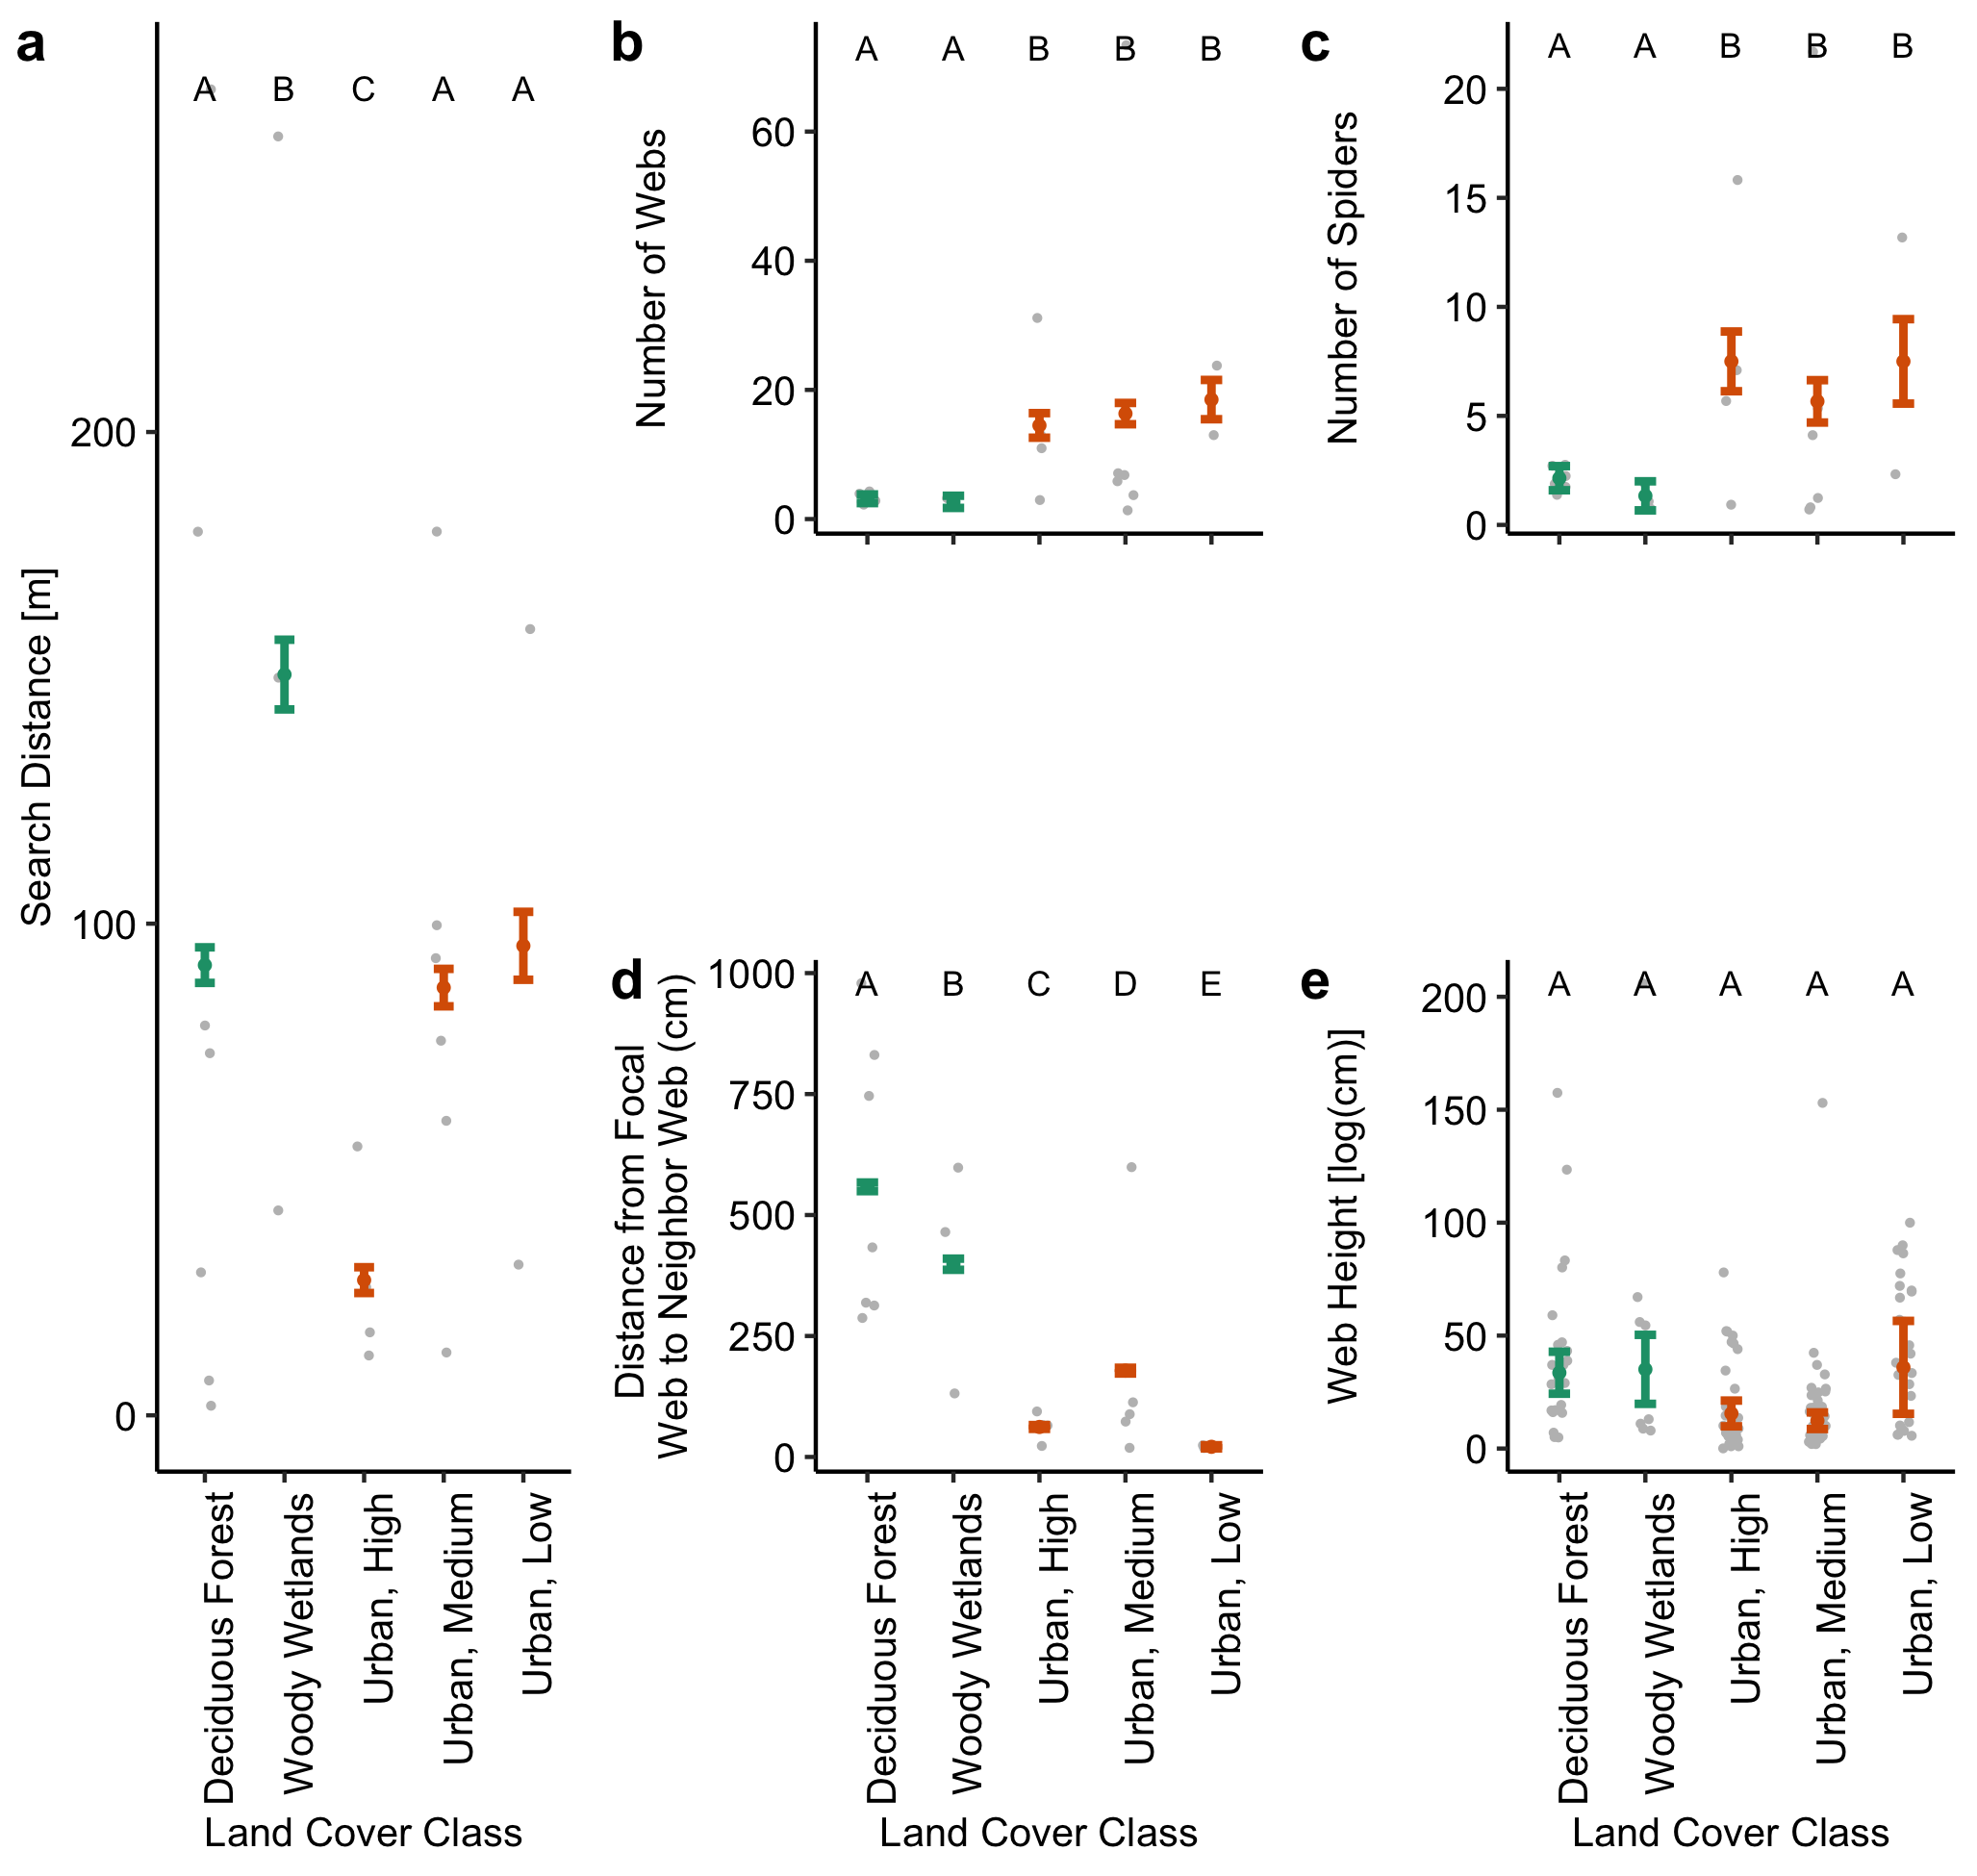 a
A B C A A
Search Distance [m]
200
100
0
Deciduous Forest
Woody Wetlands
Urban, High
Urban, Medium
Urban, Low
Land Cover Class
b
A A B B B
Number of Webs
60
40
20
0
c
A A B B B
Number of Spiders
20
15
10
5
0
d
A B C D E
Distance from Focal
Web to Neighbor Web (cm)
1000
750
500
250
0
Deciduous Forest
Woody Wetlands
Urban, High
Urban, Medium
Urban, Low
Land Cover Class
e
A A A A A
Web Height [log(cm)]
200
150
100
50
0
Deciduous Forest
Woody Wetlands
Urban, High
Urban, Medium
Urban, Low
Land Cover Class